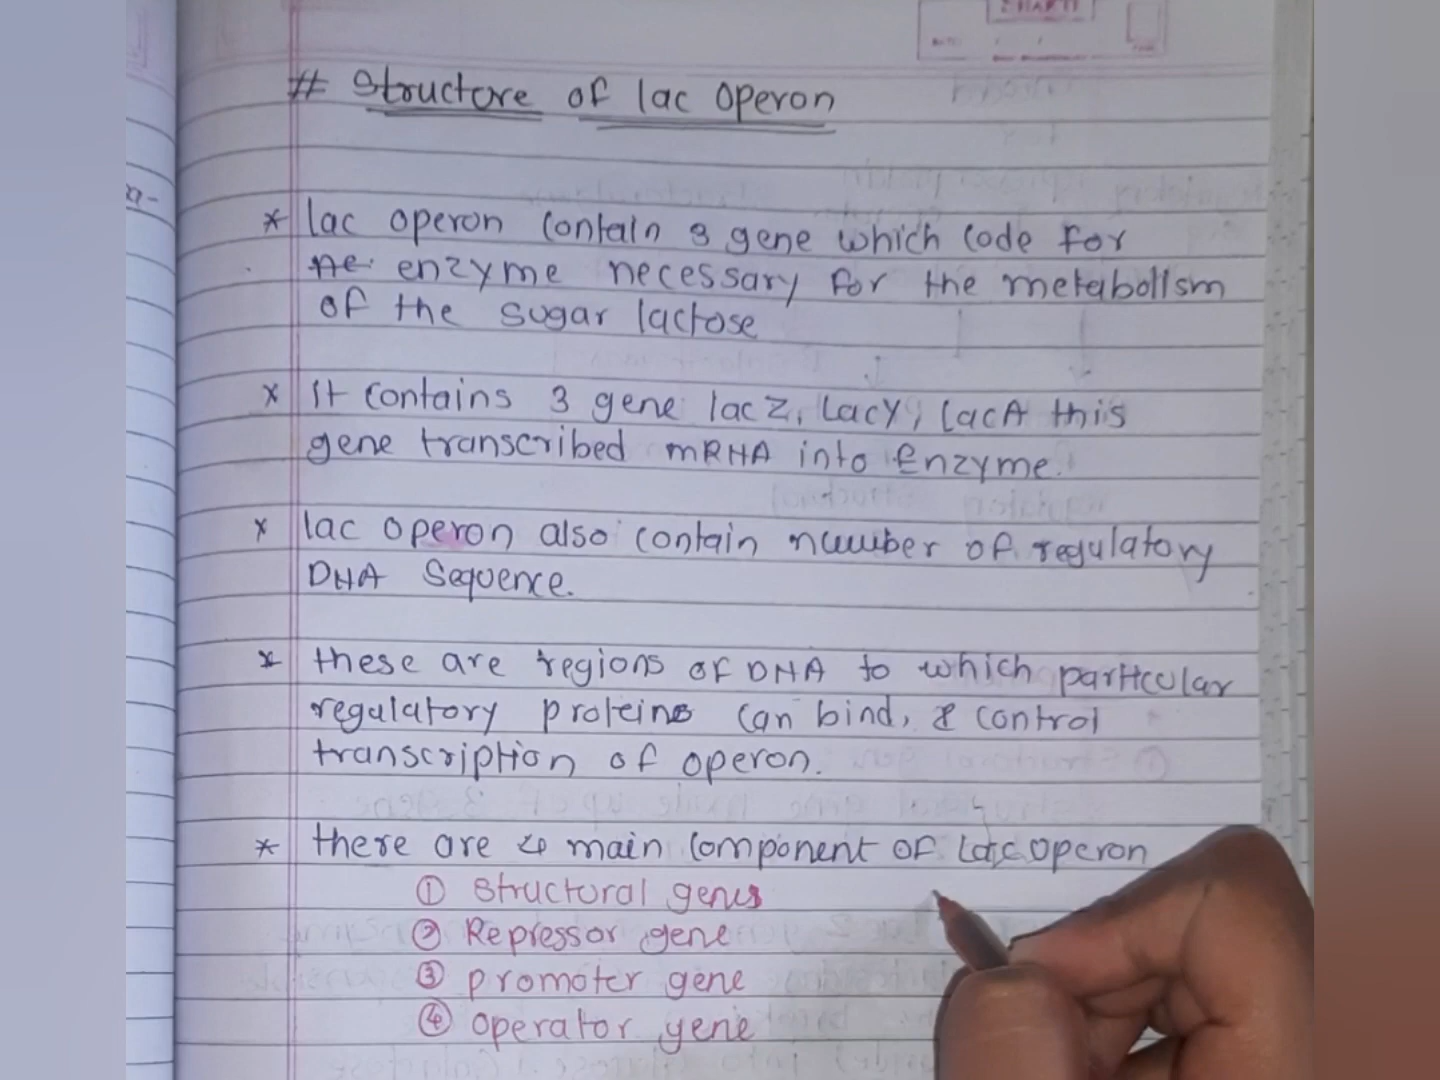 # Structure of lac operon
* lac operon contain 3 gene which code for
enzyme necessary for the metabolism
of the sugar lactose
* It contains 3 gene lacZ, LacY, LacA this
gene transcribed mRNA into Enzyme.
* lac operon also contain number of regulatory
DNA Sequence.
* these are regions of DNA to which particular
regulatory proteins can bind, & control
transcription of operon.
* there are 4 main component of Lac operon
① Structural genes
② Repressor gene
③ promoter gene
④ operator gene